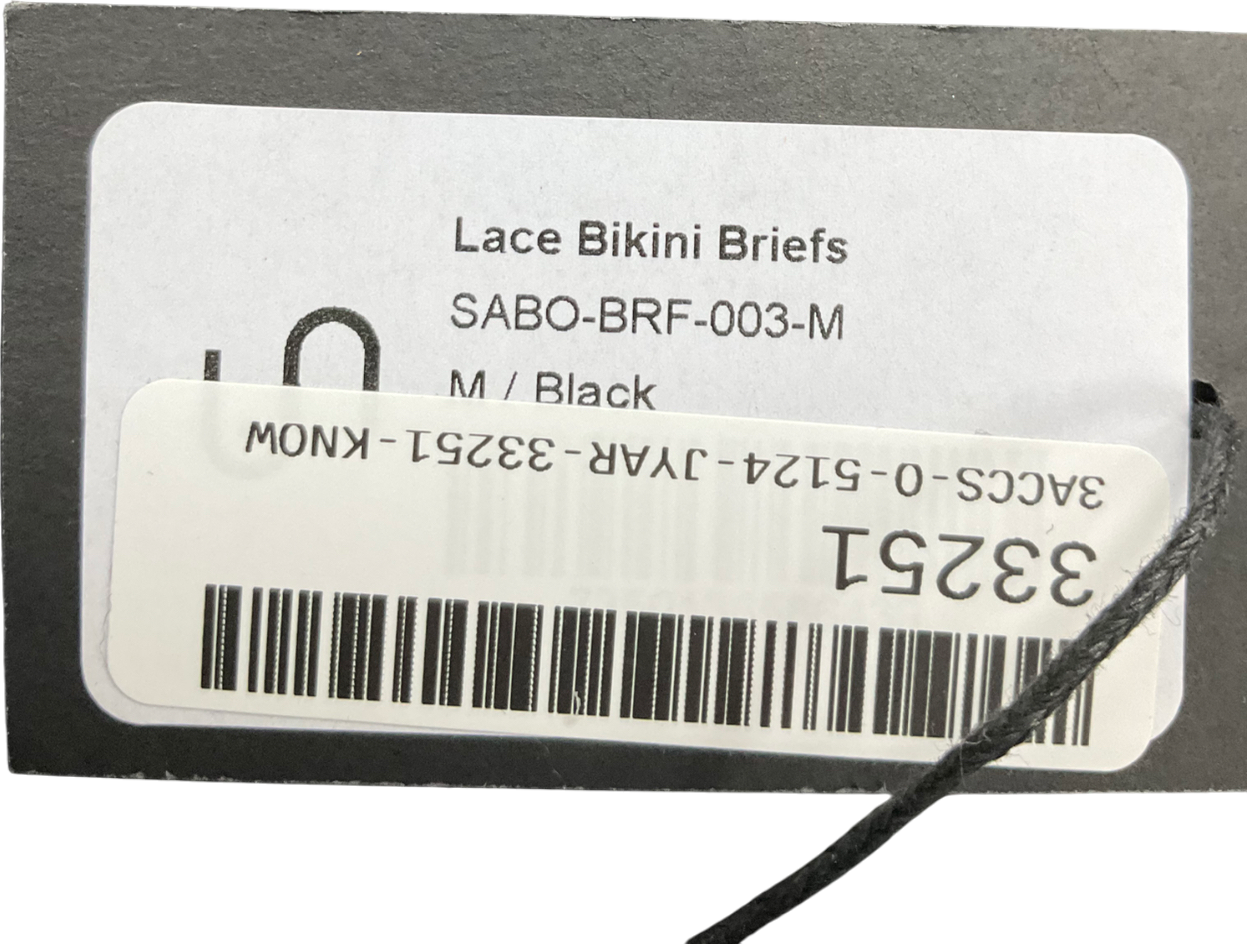 Lace Bikini Briefs
SABO-BRF-003-M
M / Black
3ACCS-0-5124-JYAR-33251-KNOW
33251